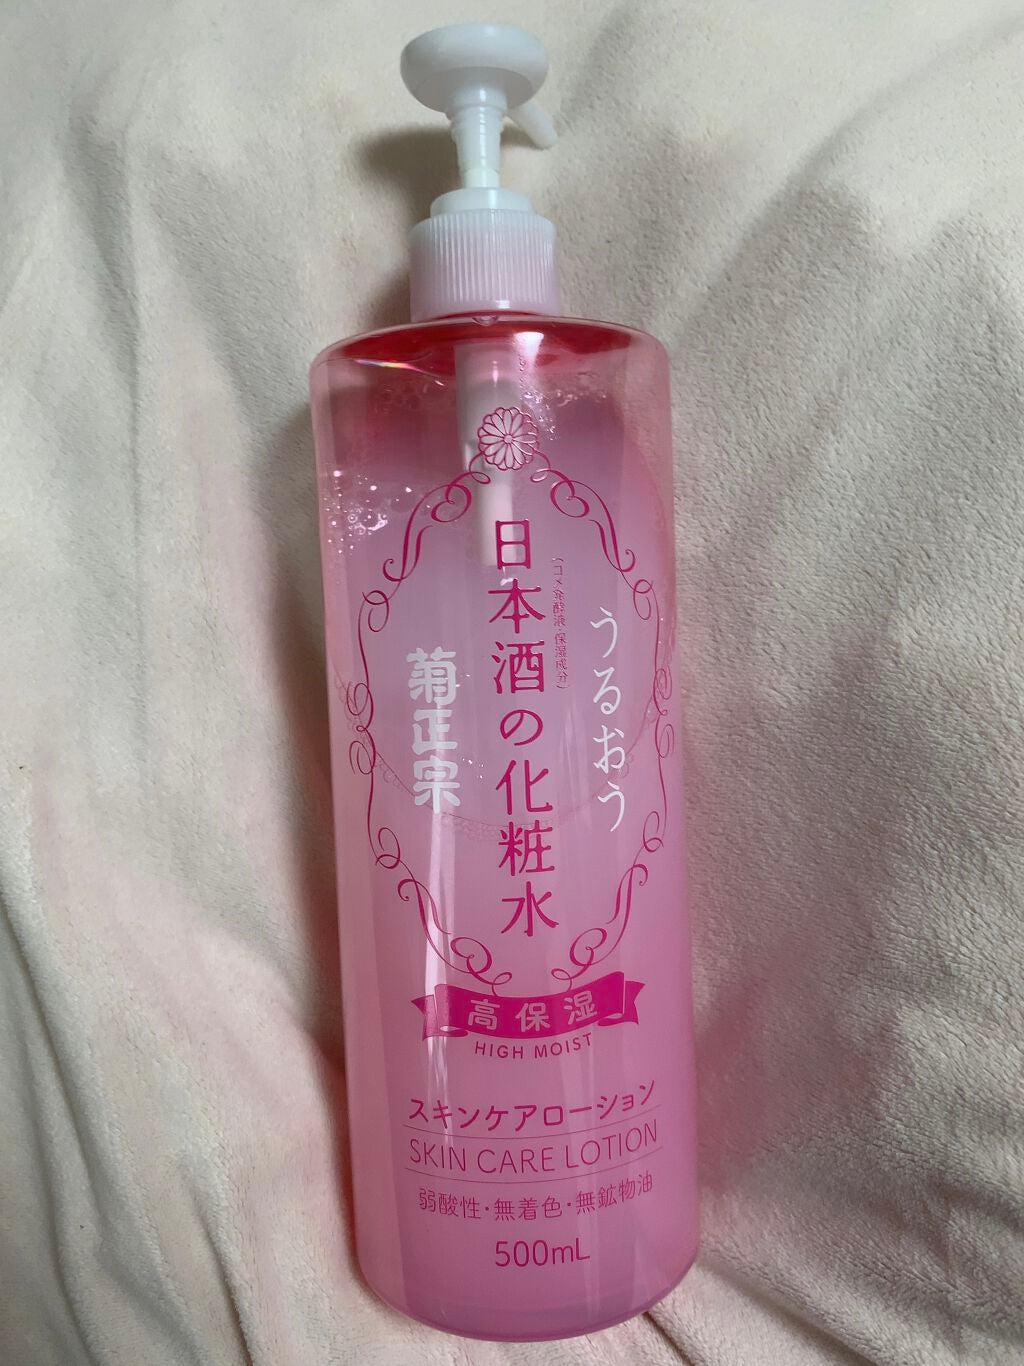 うるおう
日本酒の化粧水
(コメ発酵液・保湿成分)
菊正宗
高保湿
HIGH MOIST
スキンケアローション
SKIN CARE LOTION
弱酸性・無着色・無鉱物油
500mL